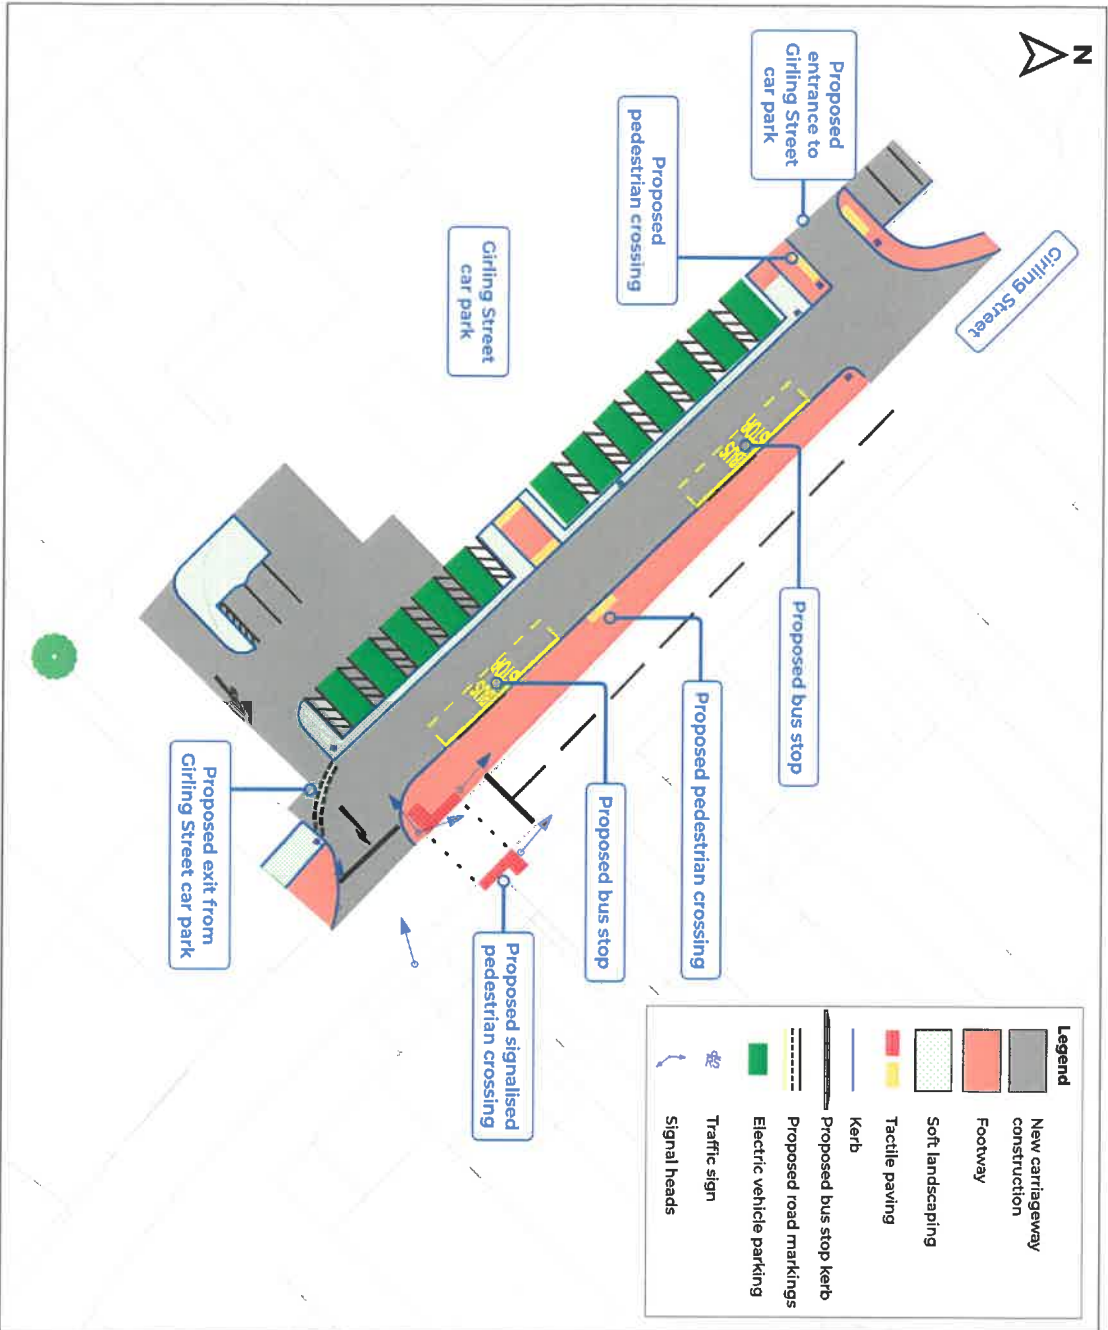 N
Proposed
entrance to
Girling Street
car park
Proposed
pedestrian crossing
Girling Street
car park
Girling Street
BUS
STOP
BUS
STOP
Proposed bus stop
Proposed pedestrian crossing
Proposed bus stop
Proposed signalised
pedestrian crossing
Proposed exit from
Girling Street car park
Legend
New carriageway
construction
Footway
Soft landscaping
Tactile paving
Kerb
Proposed bus stop kerb
Proposed road markings
Electric vehicle parking
Traffic sign
Signal heads